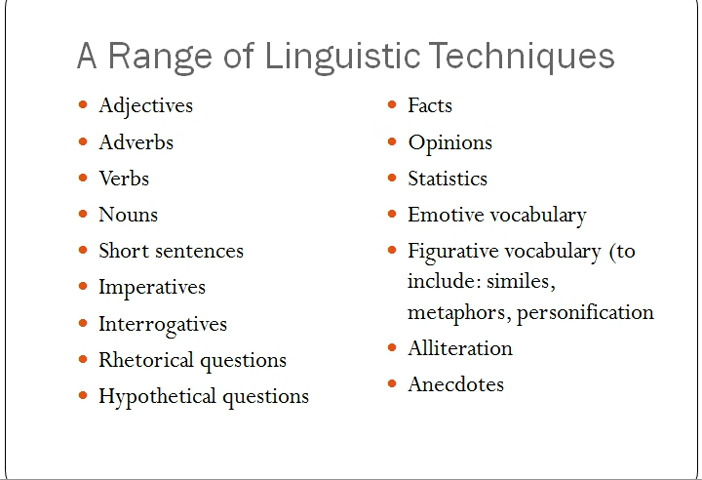 A Range of Linguistic Techniques
Adjectives
Adverbs
Verbs
Nouns
Short sentences
Imperatives
Interrogatives
Rhetorical questions
Hypothetical questions
Facts
Opinions
Statistics
Emotive vocabulary
Figurative vocabulary (to
include: similes,
metaphors, personification
Alliteration
Anecdotes